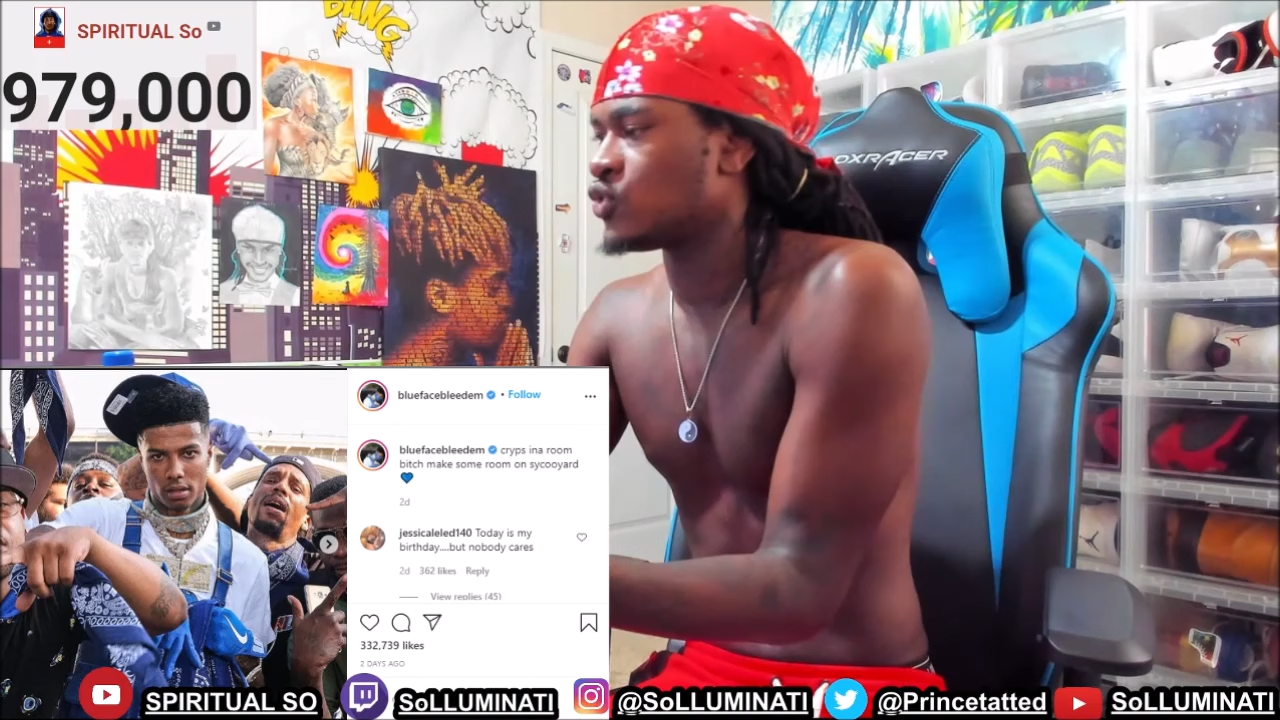 SPIRITUAL So
979,000
BANG
OXRACER
bluefacebleedem • Follow
bluefacebleedem cryps ina room
bitch make some room on sycooyard
2d
jessicaleled140 Today is my
birthday....but nobody cares
2d 362 likes Reply
View replies (45)
332,739 likes
2 DAYS AGO
SPIRITUAL SO
SoLLUMINATI
@SoLLUMINATI
@Princetatted
SoLLUMINATI